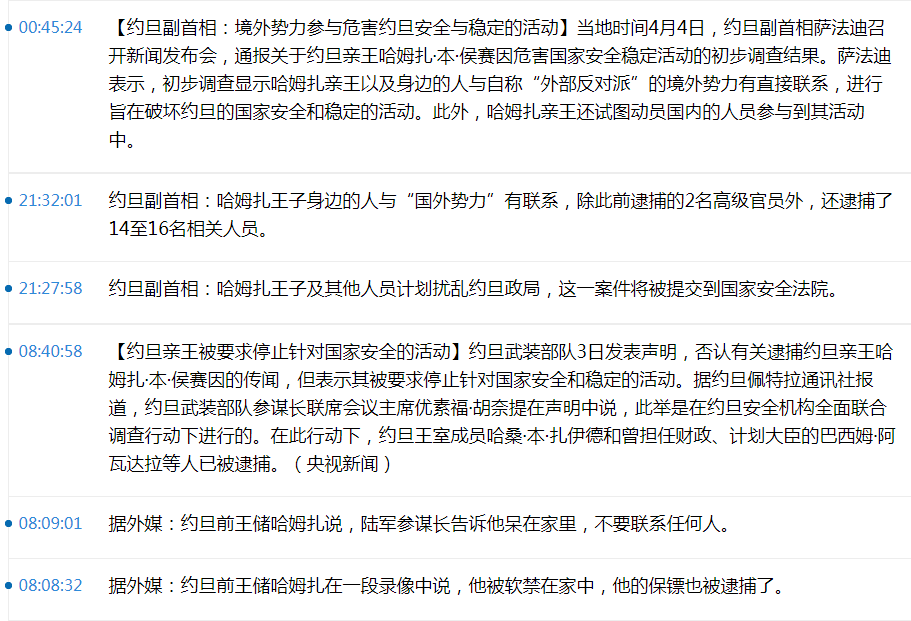 00:45:24 【约旦副首相：境外势力参与危害约旦安全与稳定的活动】当地时间4月4日，约旦副首相萨法迪召
开新闻发布会，通报关于约旦亲王哈姆扎·本·侯赛因危害国家安全稳定活动的初步调查结果。萨法迪
表示，初步调查显示哈姆扎亲王以及身边的人与自称“外部反对派”的境外势力有直接联系，进行
旨在破坏约旦的国家安全和稳定的活动。此外，哈姆扎亲王还试图动员国内的人员参与到其活动
中。
21:32:01 约旦副首相：哈姆扎王子身边的人与“国外势力”有联系，除此前逮捕的2名高级官员外，还逮捕了
14至16名相关人员。
21:27:58 约旦副首相：哈姆扎王子及其他人员计划扰乱约旦政局，这一案件将被提交到国家安全法院。
08:40:58 【约旦亲王被要求停止针对国家安全的活动】约旦武装部队3日发表声明，否认有关逮捕约旦亲王哈
姆扎·本·侯赛因的传闻，但表示其被要求停止针对国家安全和稳定的活动。据约旦佩特拉通讯社报
道，约旦武装部队参谋长联席会议主席优素福·胡奈提在声明中说，此举是在约旦安全机构全面联合
调查行动下进行的。在此行动下，约旦王室成员哈桑·本·扎伊德和曾担任财政、计划大臣的巴西姆·阿
瓦达拉等人已被逮捕。（央视新闻）
08:09:01 据外媒：约旦前王储哈姆扎说，陆军参谋长告诉他呆在家里，不要联系任何人。
08:08:32 据外媒：约旦前王储哈姆扎在一段录像中说，他被软禁在家中，他的保镖也被逮捕了。